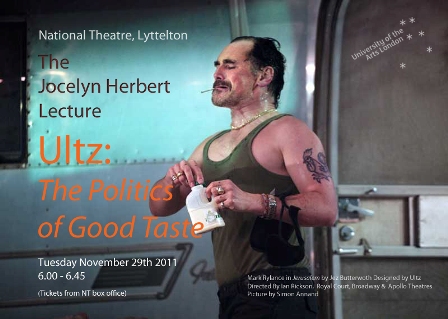 National Theatre, Lyttelton
The
Jocelyn Herbert
Lecture
Ultz:
The Politics
of Good Taste
Tuesday November 29th 2011
6.00 - 6.45
(Tickets from NT box office)
University of the
Arts London
Mark Rylance in Jerusalem by Jez Butterwoth Designed by Ultz
Directed By Ian Rickson. Royal Court, Broadway & Apollo Theatres
Picture by Simon Annand